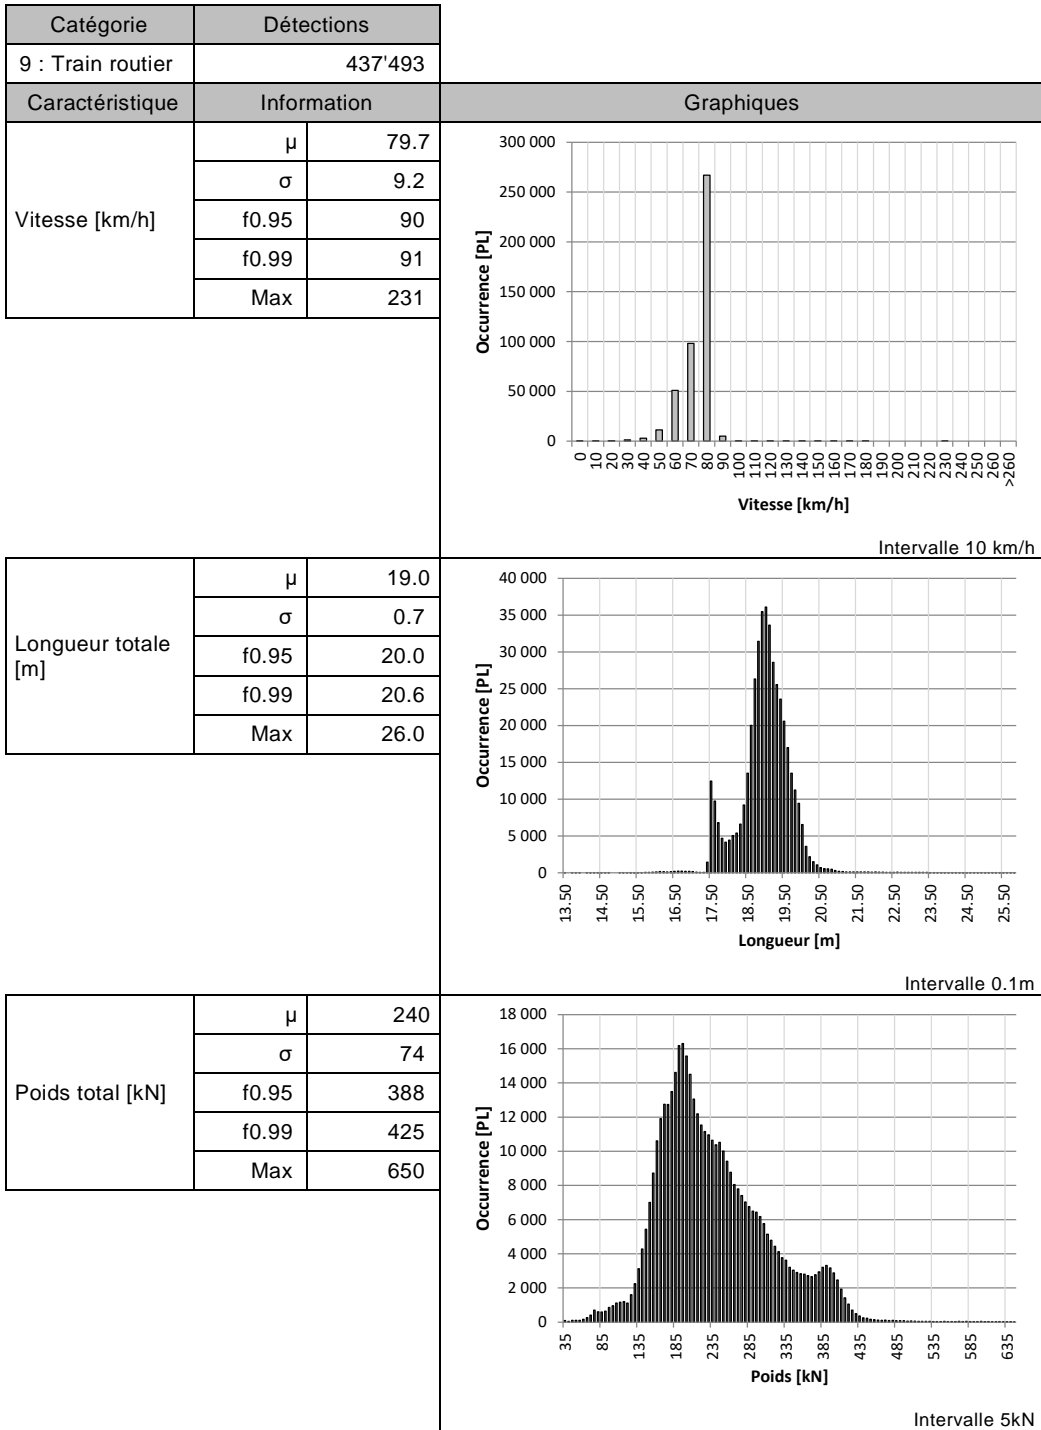 Catégorie Détections
9 : Train routier 437'493
Caractéristique Information Graphiques
Vitesse [km/h]
µ 79.7
σ 9.2
f0.95 90
f0.99 91
Max 231
300 000
250 000
200 000
150 000
100 000
50 000
0
Occurrence [PL]
0 10 20 30 40 50 60 70 80 90 100 110 120 130 140 150 160 170 180 190 200 210 220 230 240 250 260 >260
Vitesse [km/h]
Intervalle 10 km/h
Longueur totale
[m]
µ 19.0
σ 0.7
f0.95 20.0
f0.99 20.6
Max 26.0
40 000
35 000
30 000
25 000
20 000
15 000
10 000
5 000
0
Occurrence [PL]
13.50 14.50 15.50 16.50 17.50 18.50 19.50 20.50 21.50 22.50 23.50 24.50 25.50
Longueur [m]
Intervalle 0.1m
Poids total [kN]
µ 240
σ 74
f0.95 388
f0.99 425
Max 650
18 000
16 000
14 000
12 000
10 000
8 000
6 000
4 000
2 000
0
Occurrence [PL]
35 85 135 185 235 285 335 385 435 485 535 585 635
Poids [kN]
Intervalle 5kN